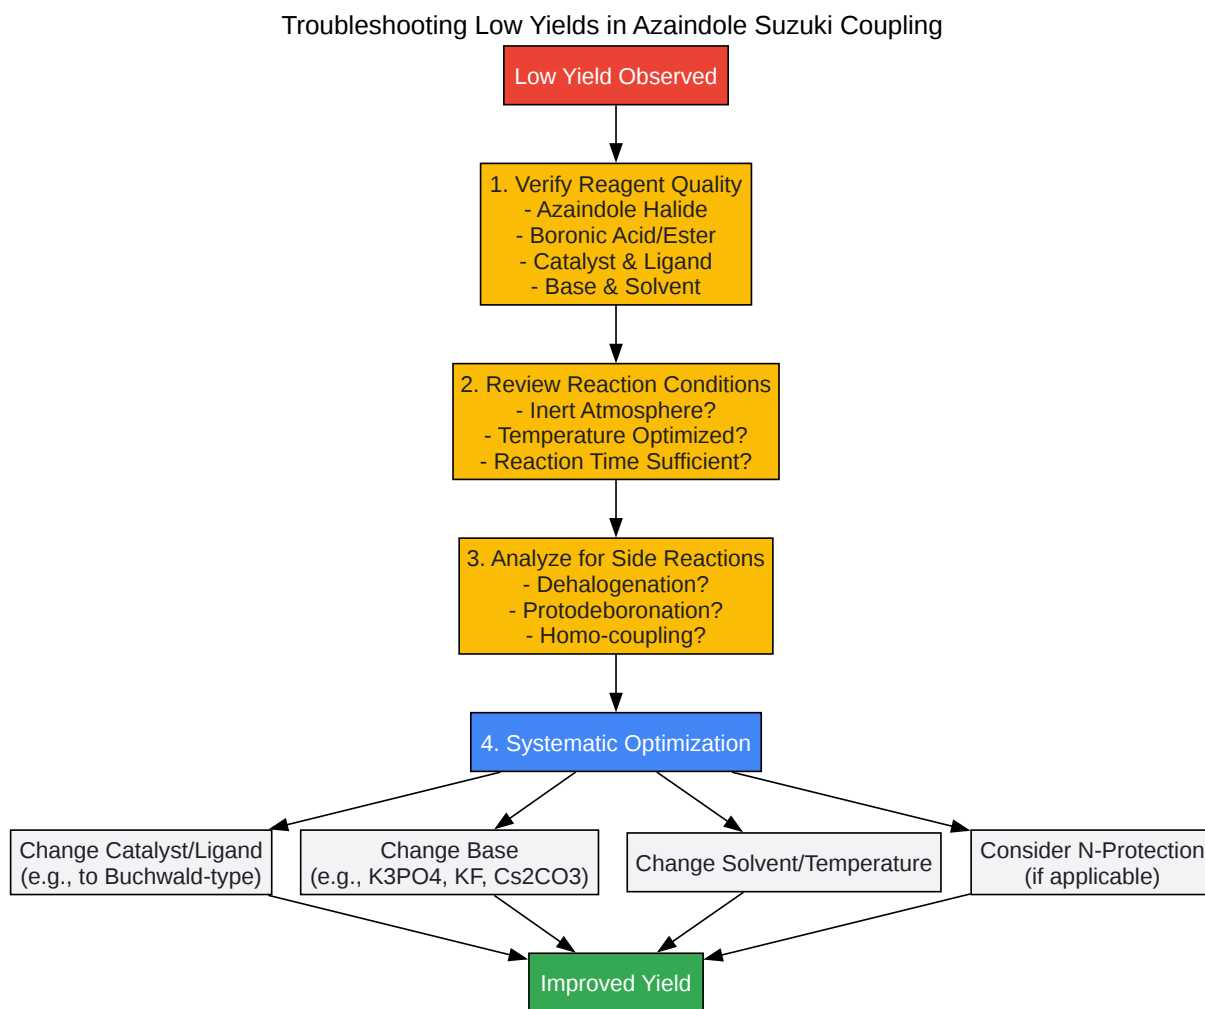 Troubleshooting Low Yields in Azaindole Suzuki Coupling
Low Yield Observed
1. Verify Reagent Quality
- Azaindole Halide
- Boronic Acid/Ester
- Catalyst & Ligand
- Base & Solvent
2. Review Reaction Conditions
- Inert Atmosphere?
- Temperature Optimized?
- Reaction Time Sufficient?
3. Analyze for Side Reactions
- Dehalogenation?
- Protodeboronation?
- Homo-coupling?
4. Systematic Optimization
Change Catalyst/Ligand
(e.g., to Buchwald-type)
Change Base
(e.g., K3PO4, KF, Cs2CO3)
Change Solvent/Temperature
Consider N-Protection
(if applicable)
Improved Yield